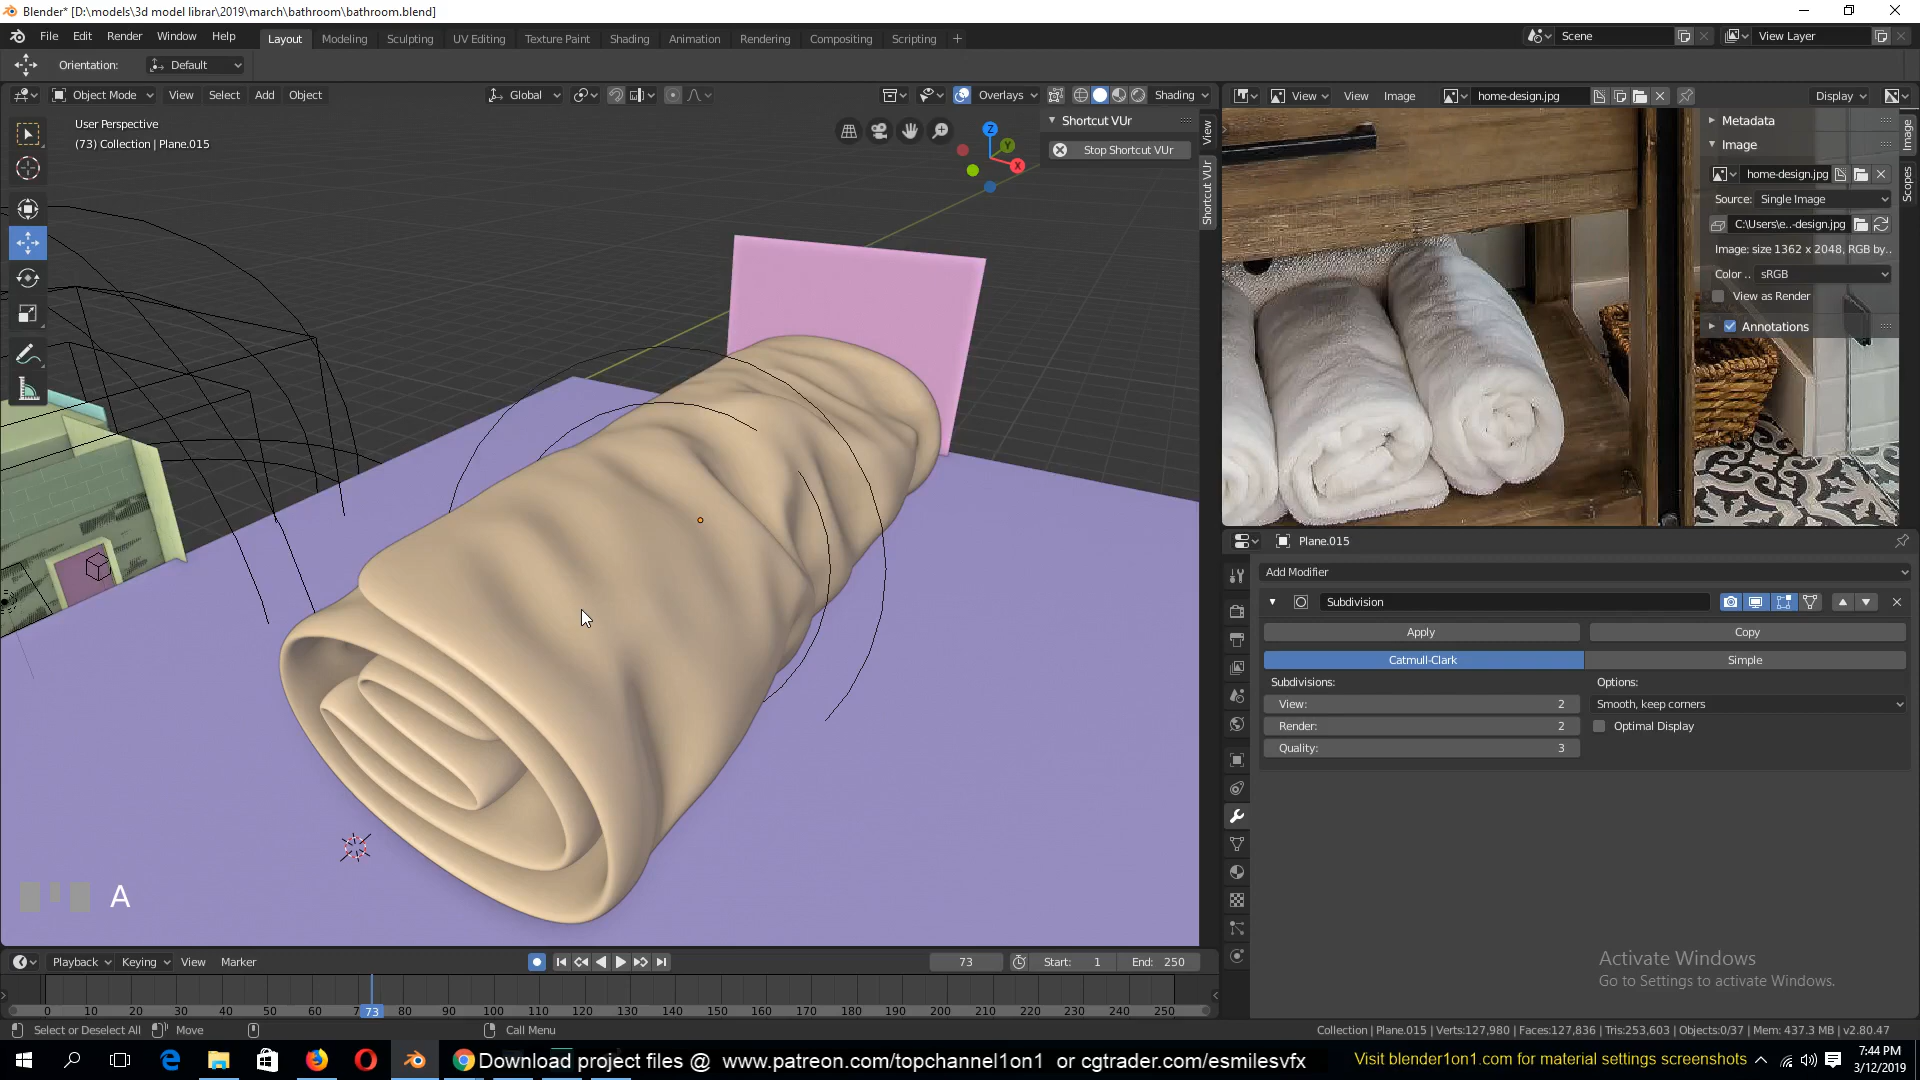 Blender* [D:\models\3d model librar\2019\march\bathroom\bathroom.blend]
File Edit Render Window Help Layout Modeling Sculpting UV Editing Texture Paint Shading Animation Rendering Compositing Scripting + Scene View Layer
Orientation: Default
Object Mode View Select Add Object Global Overlays Shading View View Image home-design.jpg Display
User Perspective
(73) Collection | Plane.015
Shortcut VUr
Stop Shortcut VUr
View
Shortcut VUr
Z
Y
X
Metadata
Image
home-design.jpg
Source: Single Image
C:\Users\e..-design.jpg
Image: size 1362 x 2048, RGB by..
Color .. sRGB
View as Render
Annotations
Image
Scopes
Plane.015
Add Modifier
Subdivision
Apply Copy
Catmull-Clark Simple
Subdivisions: Options:
View: 2 Smooth, keep corners
Render: 2 Optimal Display
Quality: 3
A
Activate Windows
Go to Settings to activate Windows.
Playback Keying View Marker 73 Start: 1 End: 250
0 10 20 30 40 50 60 7 73 80 90 100 110 120 130 140 150 160 170 180 190 200 210 220 230 240 250
Select or Deselect All Move Call Menu Collection | Plane.015 | Verts:127,980 | Faces:127,836 | Tris:253,603 | Objects:0/37 | Mem: 437.3 MB | v2.80.47
Download project files @ www.patreon.com/topchannel1on1 or cgtrader.com/esmilesvfx Visit blender1on1.com for material settings screenshots
7:44 PM
3/12/2019